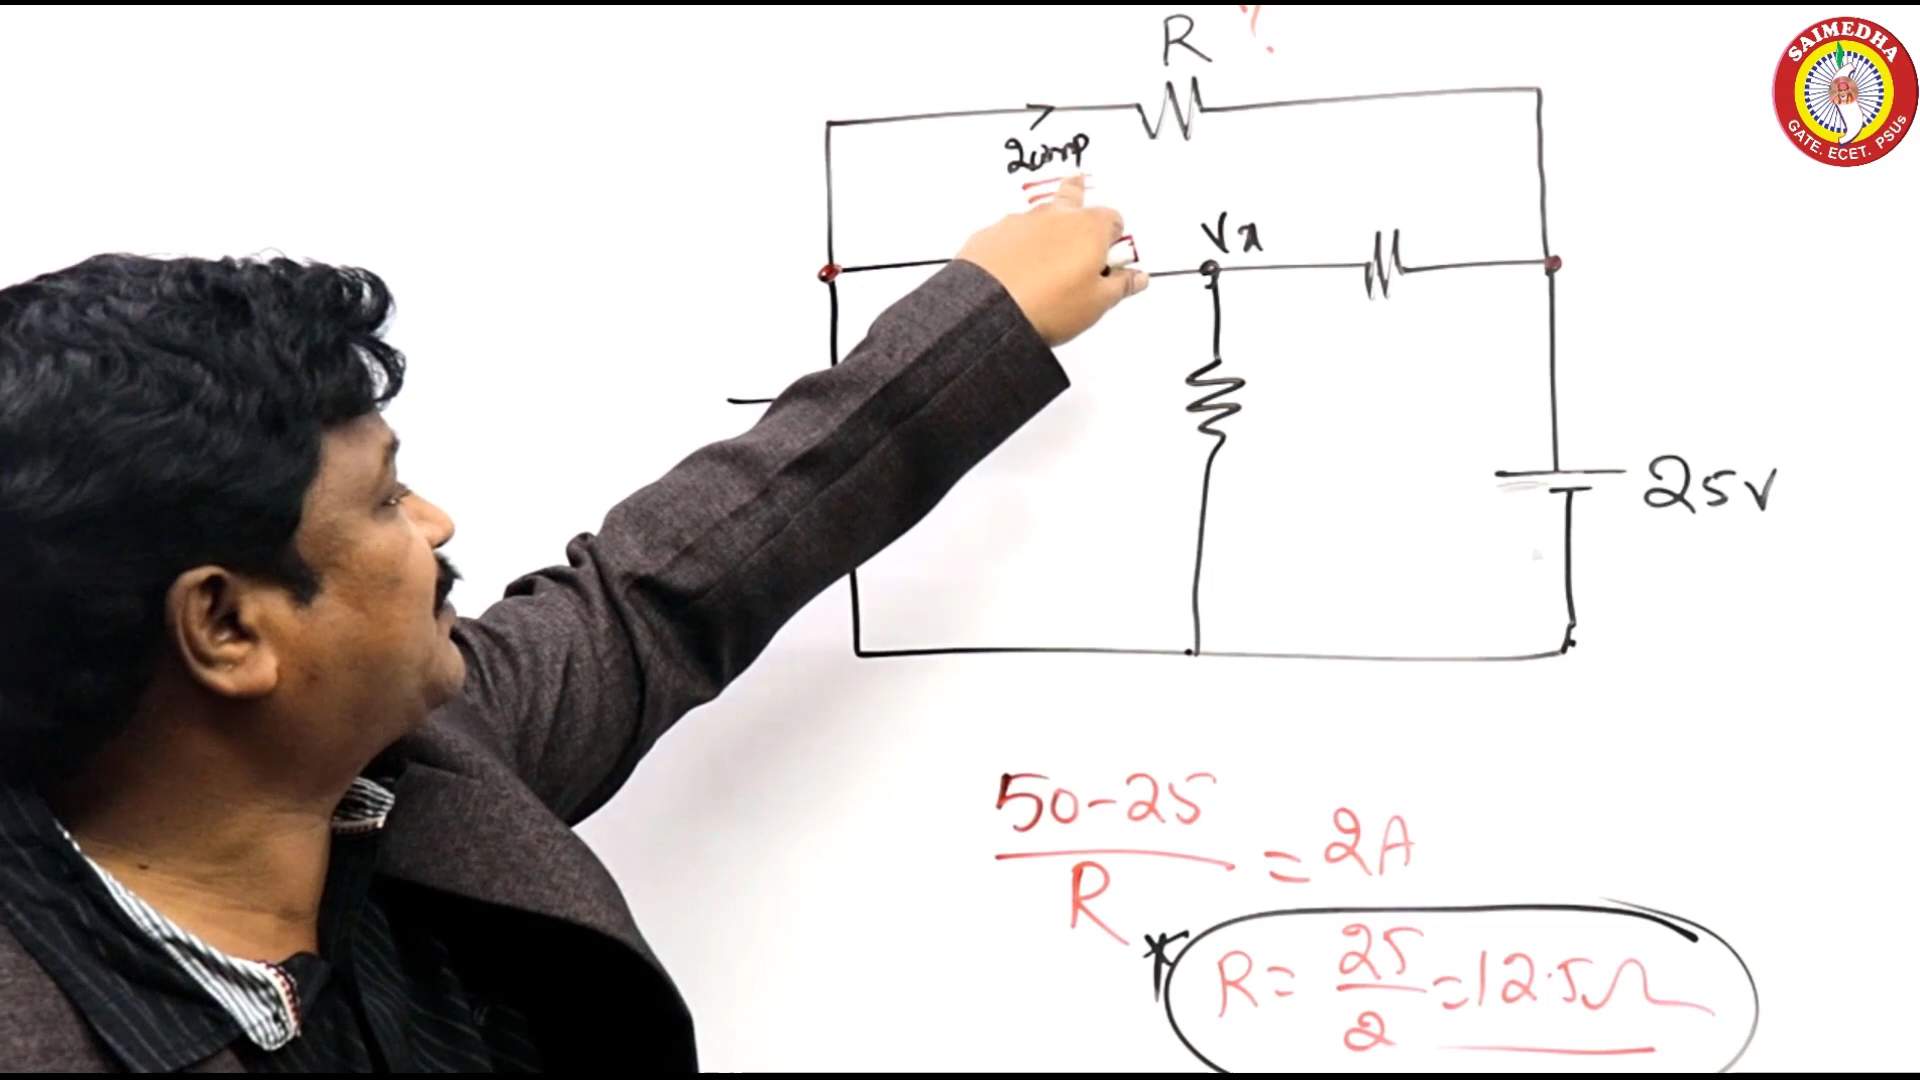 R ?
2amp
Vx
25V
50-25
R
= 2A
* R = 25
2
= 12.5Ω
SAIMEDHA
GATE. ECET. PSUs